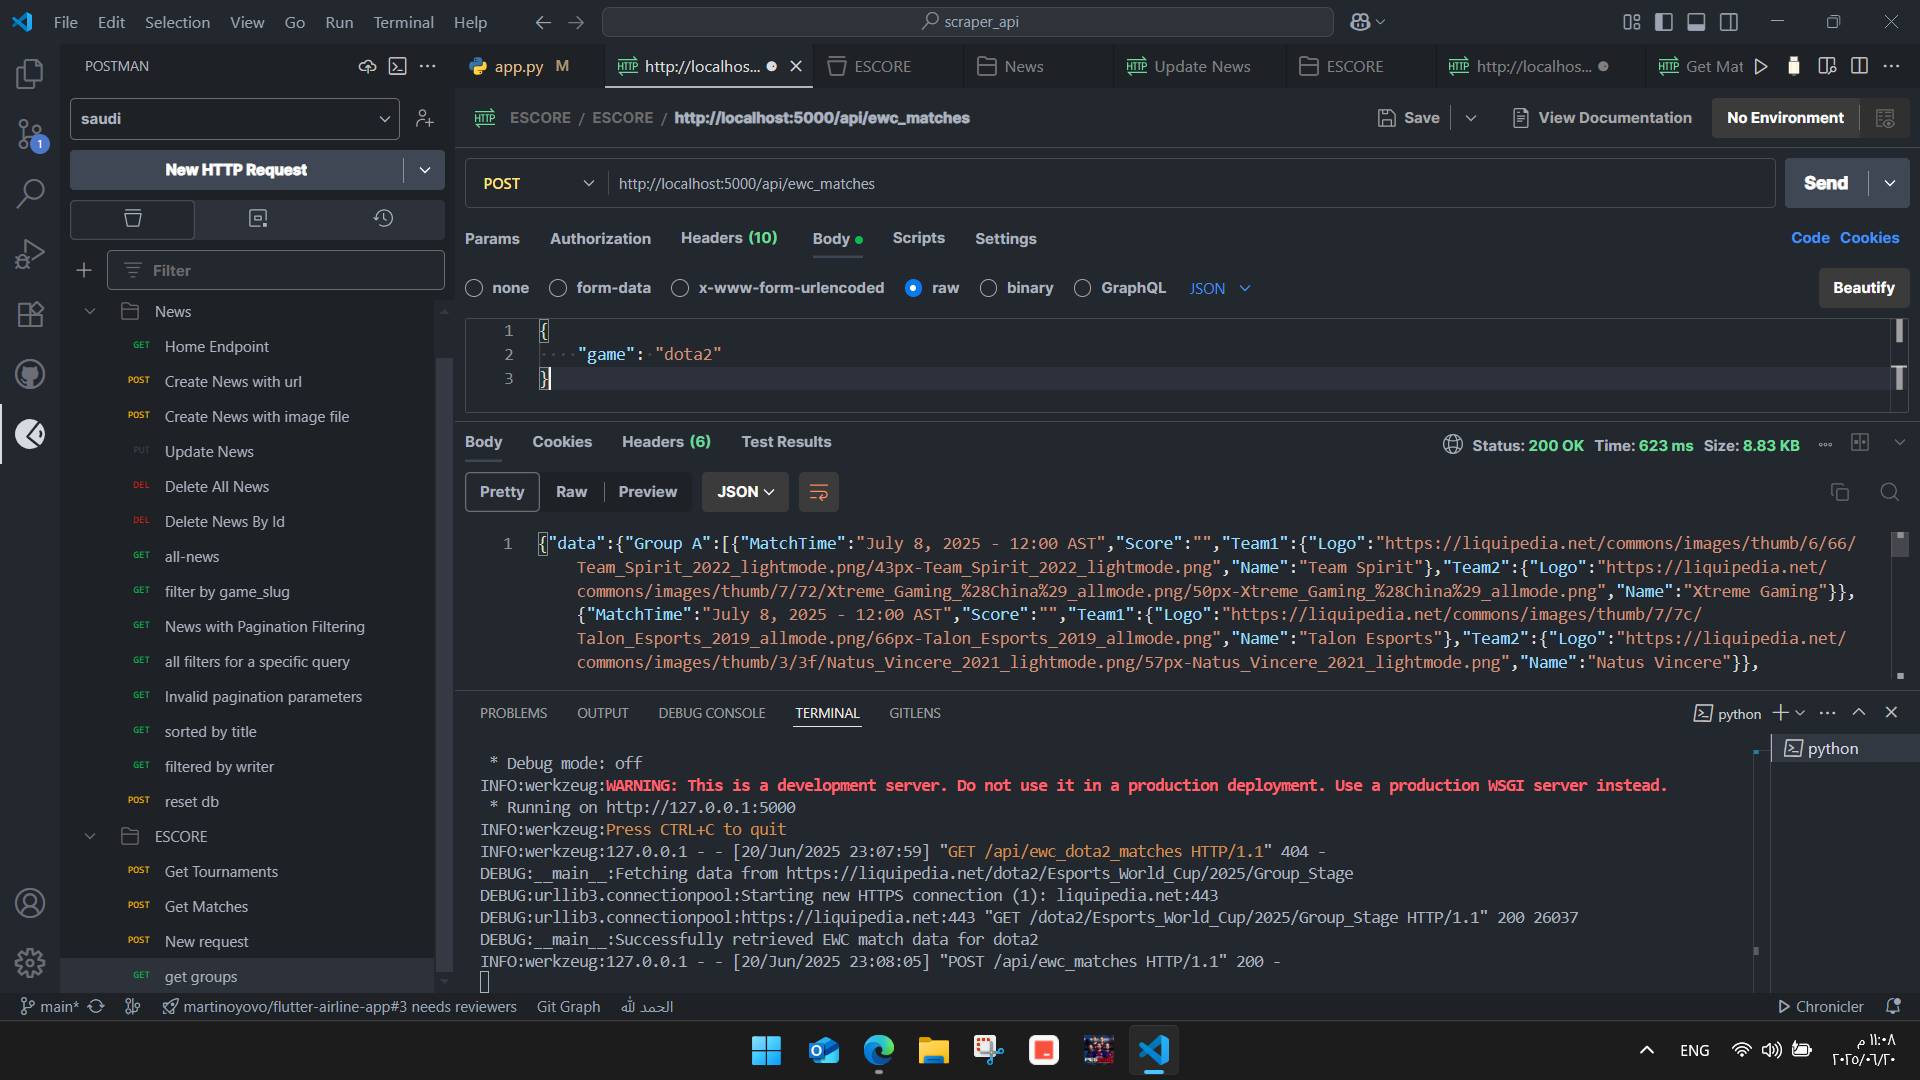 File Edit Selection View Go Run Terminal Help
scraper_api
POSTMAN
app.py M
http://localhos...
ESCORE
News
Update News
ESCORE
http://localhos...
Get Mat
saudi
ESCORE / ESCORE / http://localhost:5000/api/ewc_matches
Save
View Documentation
No Environment
New HTTP Request
POST
http://localhost:5000/api/ewc_matches
Send
Params Authorization Headers (10) Body Scripts Settings
Code Cookies
Filter
none form-data x-www-form-urlencoded raw binary GraphQL JSON
Beautify
1 {
2 ····"game":·"dota2"
3 }
News
GET Home Endpoint
POST Create News with url
POST Create News with image file
PUT Update News
DEL Delete All News
DEL Delete News By Id
GET all-news
GET filter by game_slug
GET News with Pagination Filtering
GET all filters for a specific query
GET Invalid pagination parameters
GET sorted by title
GET filtered by writer
POST reset db
ESCORE
POST Get Tournaments
POST Get Matches
POST New request
GET get groups
Body Cookies Headers (6) Test Results
Status: 200 OK Time: 623 ms Size: 8.83 KB
Pretty Raw Preview JSON
1 {"data":{"Group A":[{"MatchTime":"July 8, 2025 - 12:00 AST","Score":"","Team1":{"Logo":"https://liquipedia.net/commons/images/thumb/6/66/
Team_Spirit_2022_lightmode.png/43px-Team_Spirit_2022_lightmode.png","Name":"Team Spirit"},"Team2":{"Logo":"https://liquipedia.net/
commons/images/thumb/7/72/Xtreme_Gaming_%28China%29_allmode.png/50px-Xtreme_Gaming_%28China%29_allmode.png","Name":"Xtreme Gaming"}},
{"MatchTime":"July 8, 2025 - 12:00 AST","Score":"","Team1":{"Logo":"https://liquipedia.net/commons/images/thumb/7/7c/
Talon_Esports_2019_allmode.png/66px-Talon_Esports_2019_allmode.png","Name":"Talon Esports"},"Team2":{"Logo":"https://liquipedia.net/
commons/images/thumb/3/3f/Natus_Vincere_2021_lightmode.png/57px-Natus_Vincere_2021_lightmode.png","Name":"Natus Vincere"}},
PROBLEMS OUTPUT DEBUG CONSOLE TERMINAL GITLENS
python
python
* Debug mode: off
INFO:werkzeug:WARNING: This is a development server. Do not use it in a production deployment. Use a production WSGI server instead.
* Running on http://127.0.0.1:5000
INFO:werkzeug:Press CTRL+C to quit
INFO:werkzeug:127.0.0.1 - - [20/Jun/2025 23:07:59] "GET /api/ewc_dota2_matches HTTP/1.1" 404 -
DEBUG:__main__:Fetching data from https://liquipedia.net/dota2/Esports_World_Cup/2025/Group_Stage
DEBUG:urllib3.connectionpool:Starting new HTTPS connection (1): liquipedia.net:443
DEBUG:urllib3.connectionpool:https://liquipedia.net:443 "GET /dota2/Esports_World_Cup/2025/Group_Stage HTTP/1.1" 200 26037
DEBUG:__main__:Successfully retrieved EWC match data for dota2
INFO:werkzeug:127.0.0.1 - - [20/Jun/2025 23:08:05] "POST /api/ewc_matches HTTP/1.1" 200 -
1
main* martinoyovo/flutter-airline-app#3 needs reviewers Git Graph الحمد لله
Chronicler
ENG
١١:٠٨ م
٢٠٢٥/٠٦/٢٠